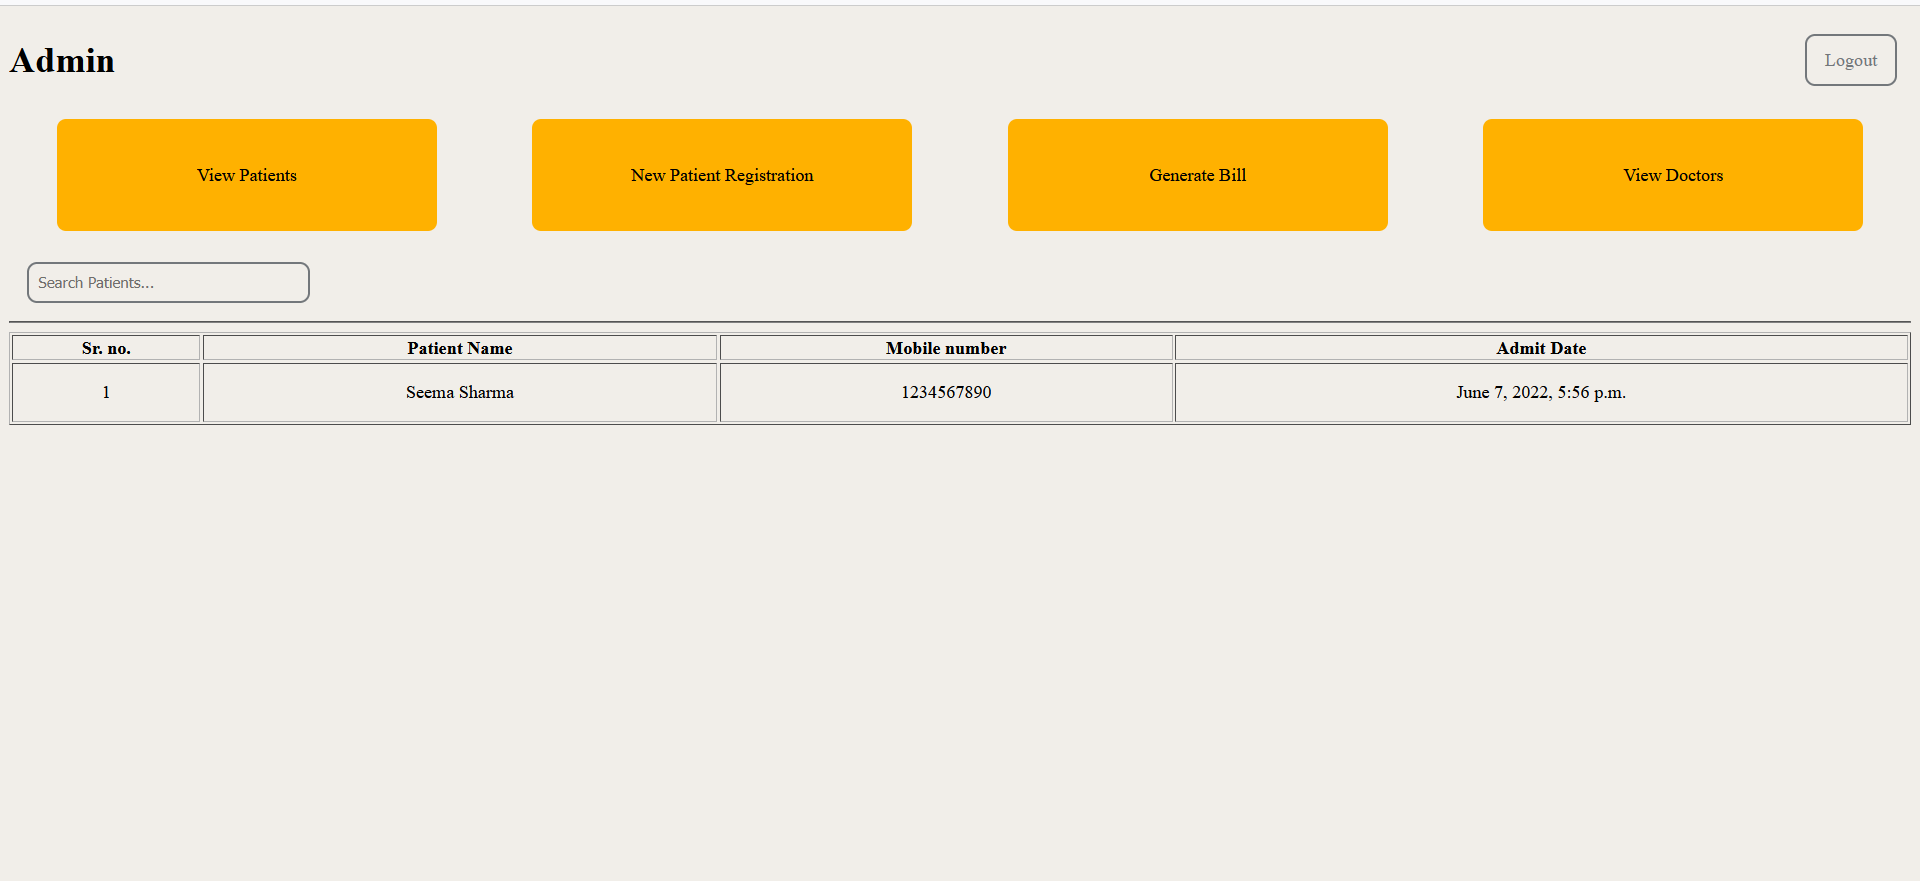 Admin
Logout
View Patients
New Patient Registration
Generate Bill
View Doctors
Search Patients...
Sr. no. Patient Name Mobile number Admit Date
1 Seema Sharma 1234567890 June 7, 2022, 5:56 p.m.